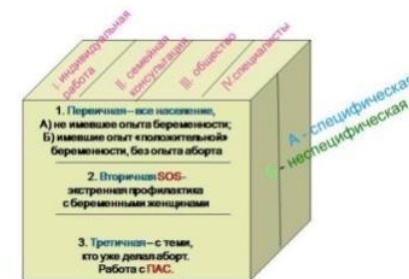 I. индивидуальная
работа
II. семейная
консультация
III. общество
IV.специалисты
1. Первичная – все население,
А) не имевшее опыта беременности;
Б) имевшие опыт «положительной»
беременности, без опыта аборта
2. Вторичная SOS–
экстренная профилактика
с беременными женщинами
3. Третичная – с теми,
кто уже делал аборт.
Работа с ПАС.
А - специфическая
- неспецифическая